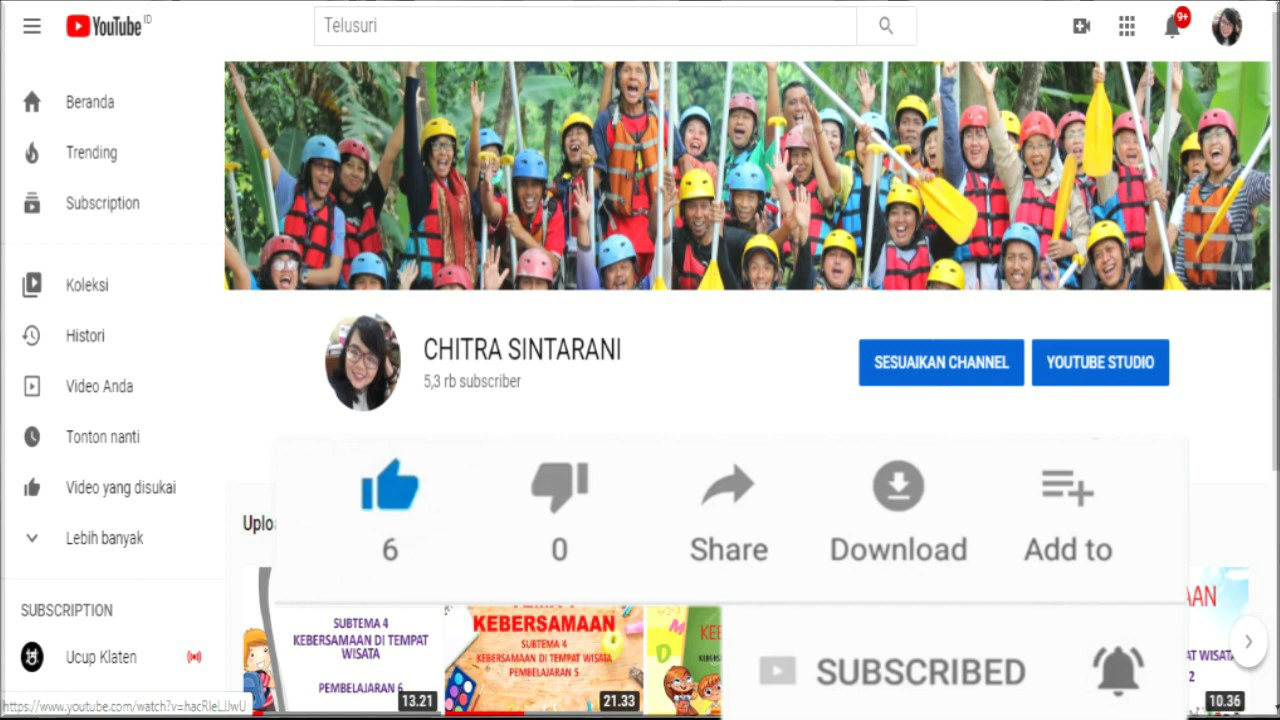 YouTube ID
Telusuri
9+
Beranda
Trending
Subscription
Koleksi
Histori
Video Anda
Tonton nanti
Video yang disukai
Lebih banyak
SUBSCRIPTION
Ucup Klaten
https://www.youtube.com/watch?v=hacRleLJJwU
CHITRA SINTARANI
5,3 rb subscriber
SESUAIKAN CHANNEL
YOUTUBE STUDIO
6
0
Share
Download
Add to
SUBTEMA 4
KEBERSAMAAN DI TEMPAT
WISATA
PEMBELAJARAN 6
13.21
KEBERSAMAAN
SUBTEMA 4
KEBERSAMAAN DI TEMPAT WISATA
PEMBELAJARAN 5
21.33
SUBSCRIBED
2
10.36